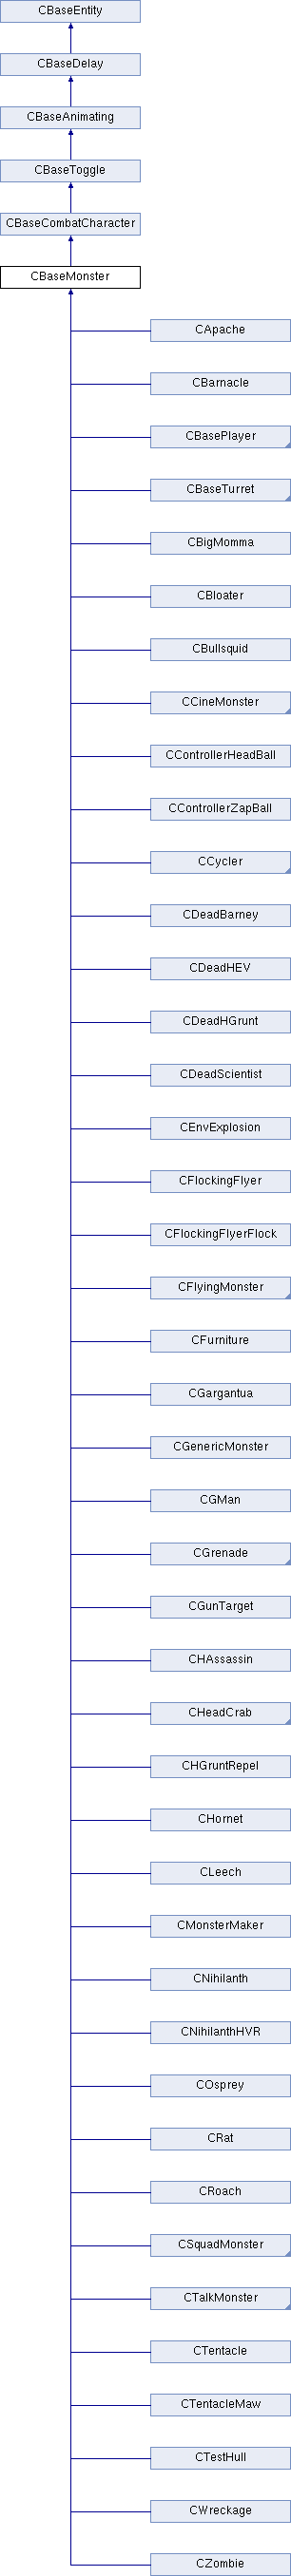 CBaseEntity
CBaseDelay
CBaseAnimating
CBaseToggle
CBaseCombatCharacter
CBaseMonster
CApache
CBarnacle
CBasePlayer
CBaseTurret
CBigMomma
CBloater
CBullsquid
CCineMonster
CControllerHeadBall
CControllerZapBall
CCycler
CDeadBarney
CDeadHEV
CDeadHGrunt
CDeadScientist
CEnvExplosion
CFlockingFlyer
CFlockingFlyerFlock
CFlyingMonster
CFurniture
CGargantua
CGenericMonster
CGMan
CGrenade
CGunTarget
CHAssassin
CHeadCrab
CHGruntRepel
CHornet
CLeech
CMonsterMaker
CNihilanth
CNihilanthHVR
COsprey
CRat
CRoach
CSquadMonster
CTalkMonster
CTentacle
CTentacleMaw
CTestHull
CWreckage
CZombie